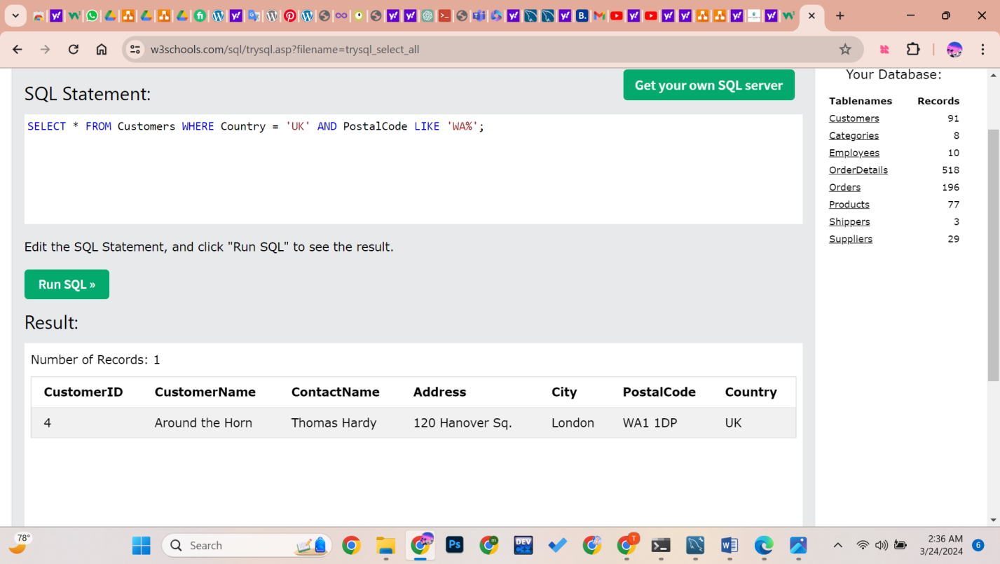 w3schools.com/sql/trysql.asp?filename=trysql_select_all
SQL Statement:
Get your own SQL server
SELECT * FROM Customers WHERE Country = 'UK' AND PostalCode LIKE 'WA%';
Edit the SQL Statement, and click "Run SQL" to see the result.
Run SQL »
Result:
Number of Records: 1
CustomerID CustomerName ContactName Address City PostalCode Country
4 Around the Horn Thomas Hardy 120 Hanover Sq. London WA1 1DP UK
Your Database:
Tablenames Records
Customers 91
Categories 8
Employees 10
OrderDetails 518
Orders 196
Products 77
Shippers 3
Suppliers 29
78°
Search
Ps
DEV
T
2:36 AM
3/24/2024
6